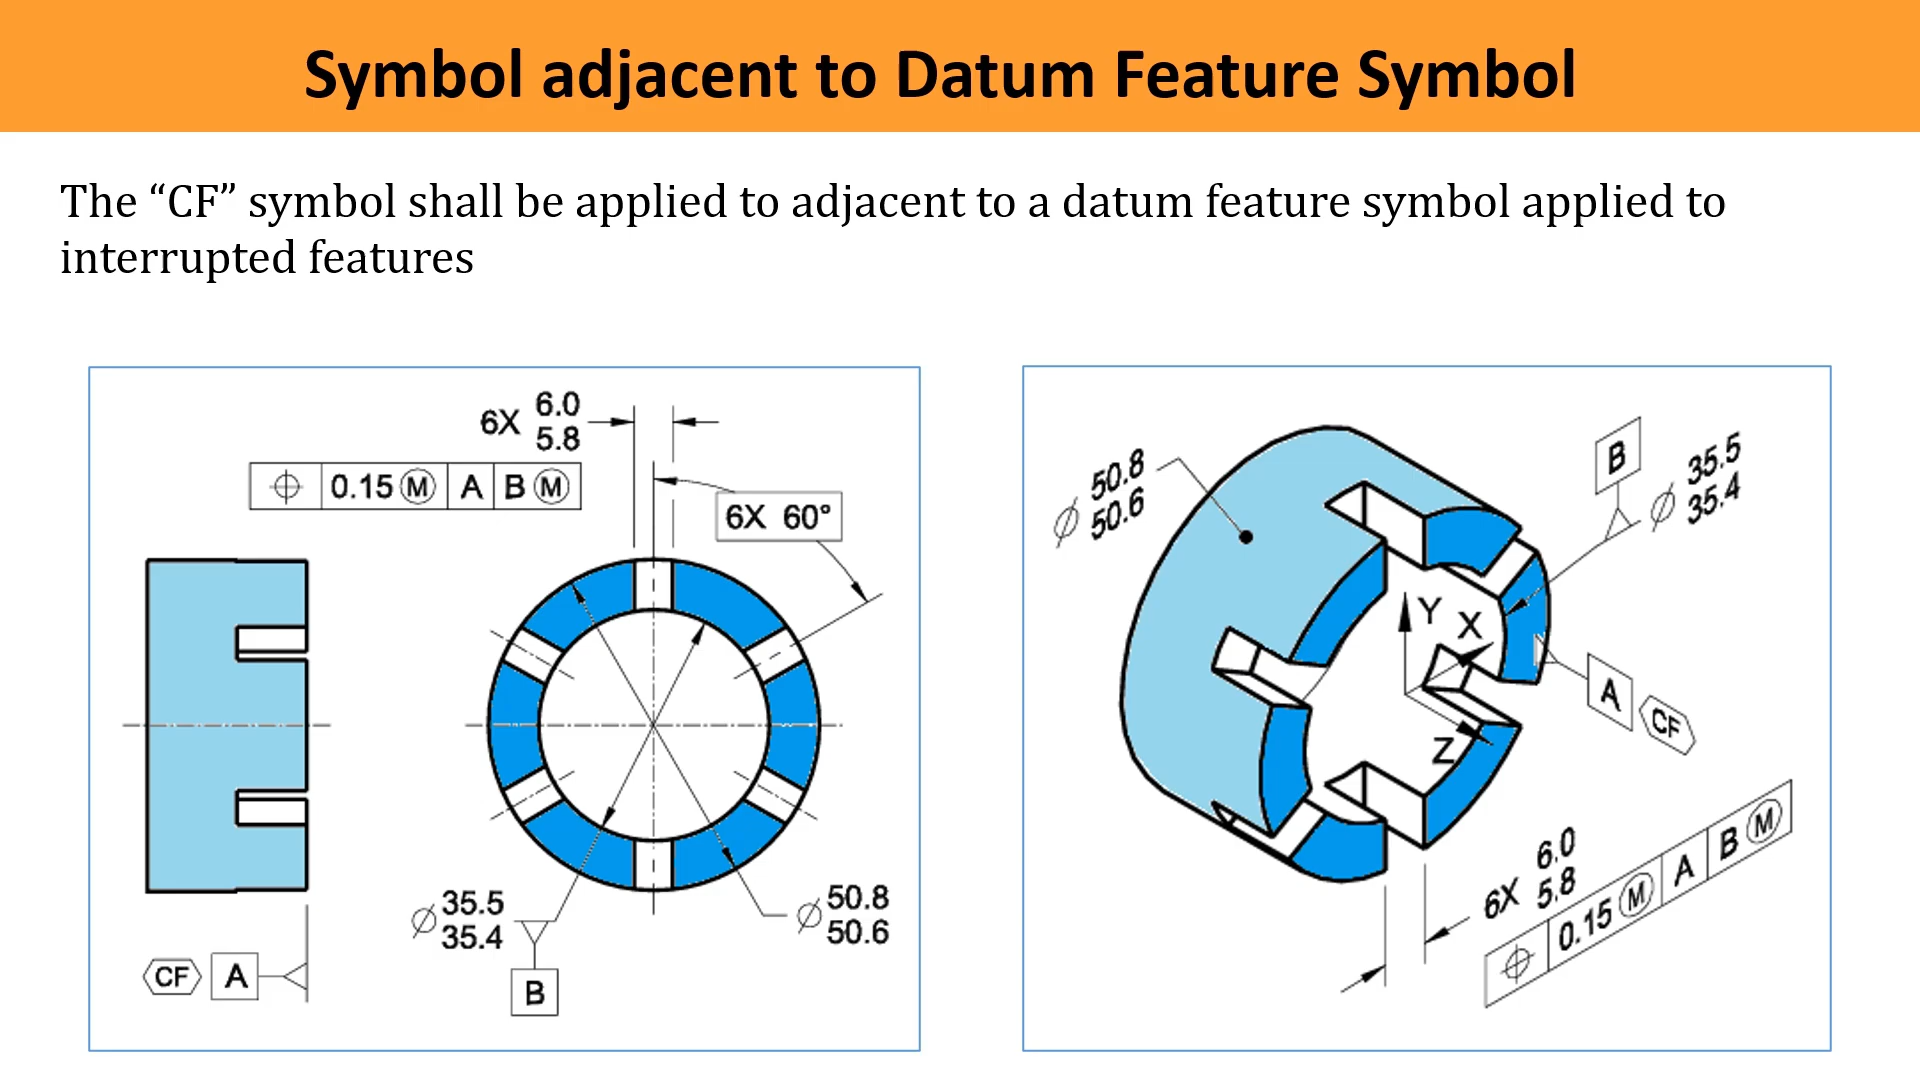 Symbol adjacent to Datum Feature Symbol
The “CF” symbol shall be applied to adjacent to a datum feature symbol applied to
interrupted features
6X 6.0
5.8
⌖ 0.15 Ⓜ A B Ⓜ
6X 60°
⌀ 35.5
35.4
⌀ 50.8
50.6
CF A
B
⌀ 50.8
50.6
B
⌀ 35.5
35.4
Y
X
Z
A CF
6X 6.0
5.8
⌖ 0.15 Ⓜ A B Ⓜ